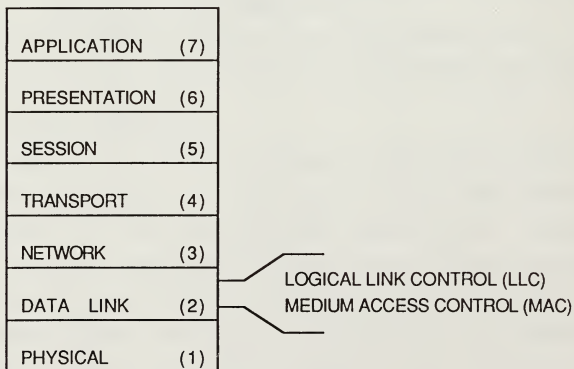 APPLICATION (7)
PRESENTATION (6)
SESSION (5)
TRANSPORT (4)
NETWORK (3)
LOGICAL LINK CONTROL (LLC)
DATA LINK (2)
MEDIUM ACCESS CONTROL (MAC)
PHYSICAL (1)